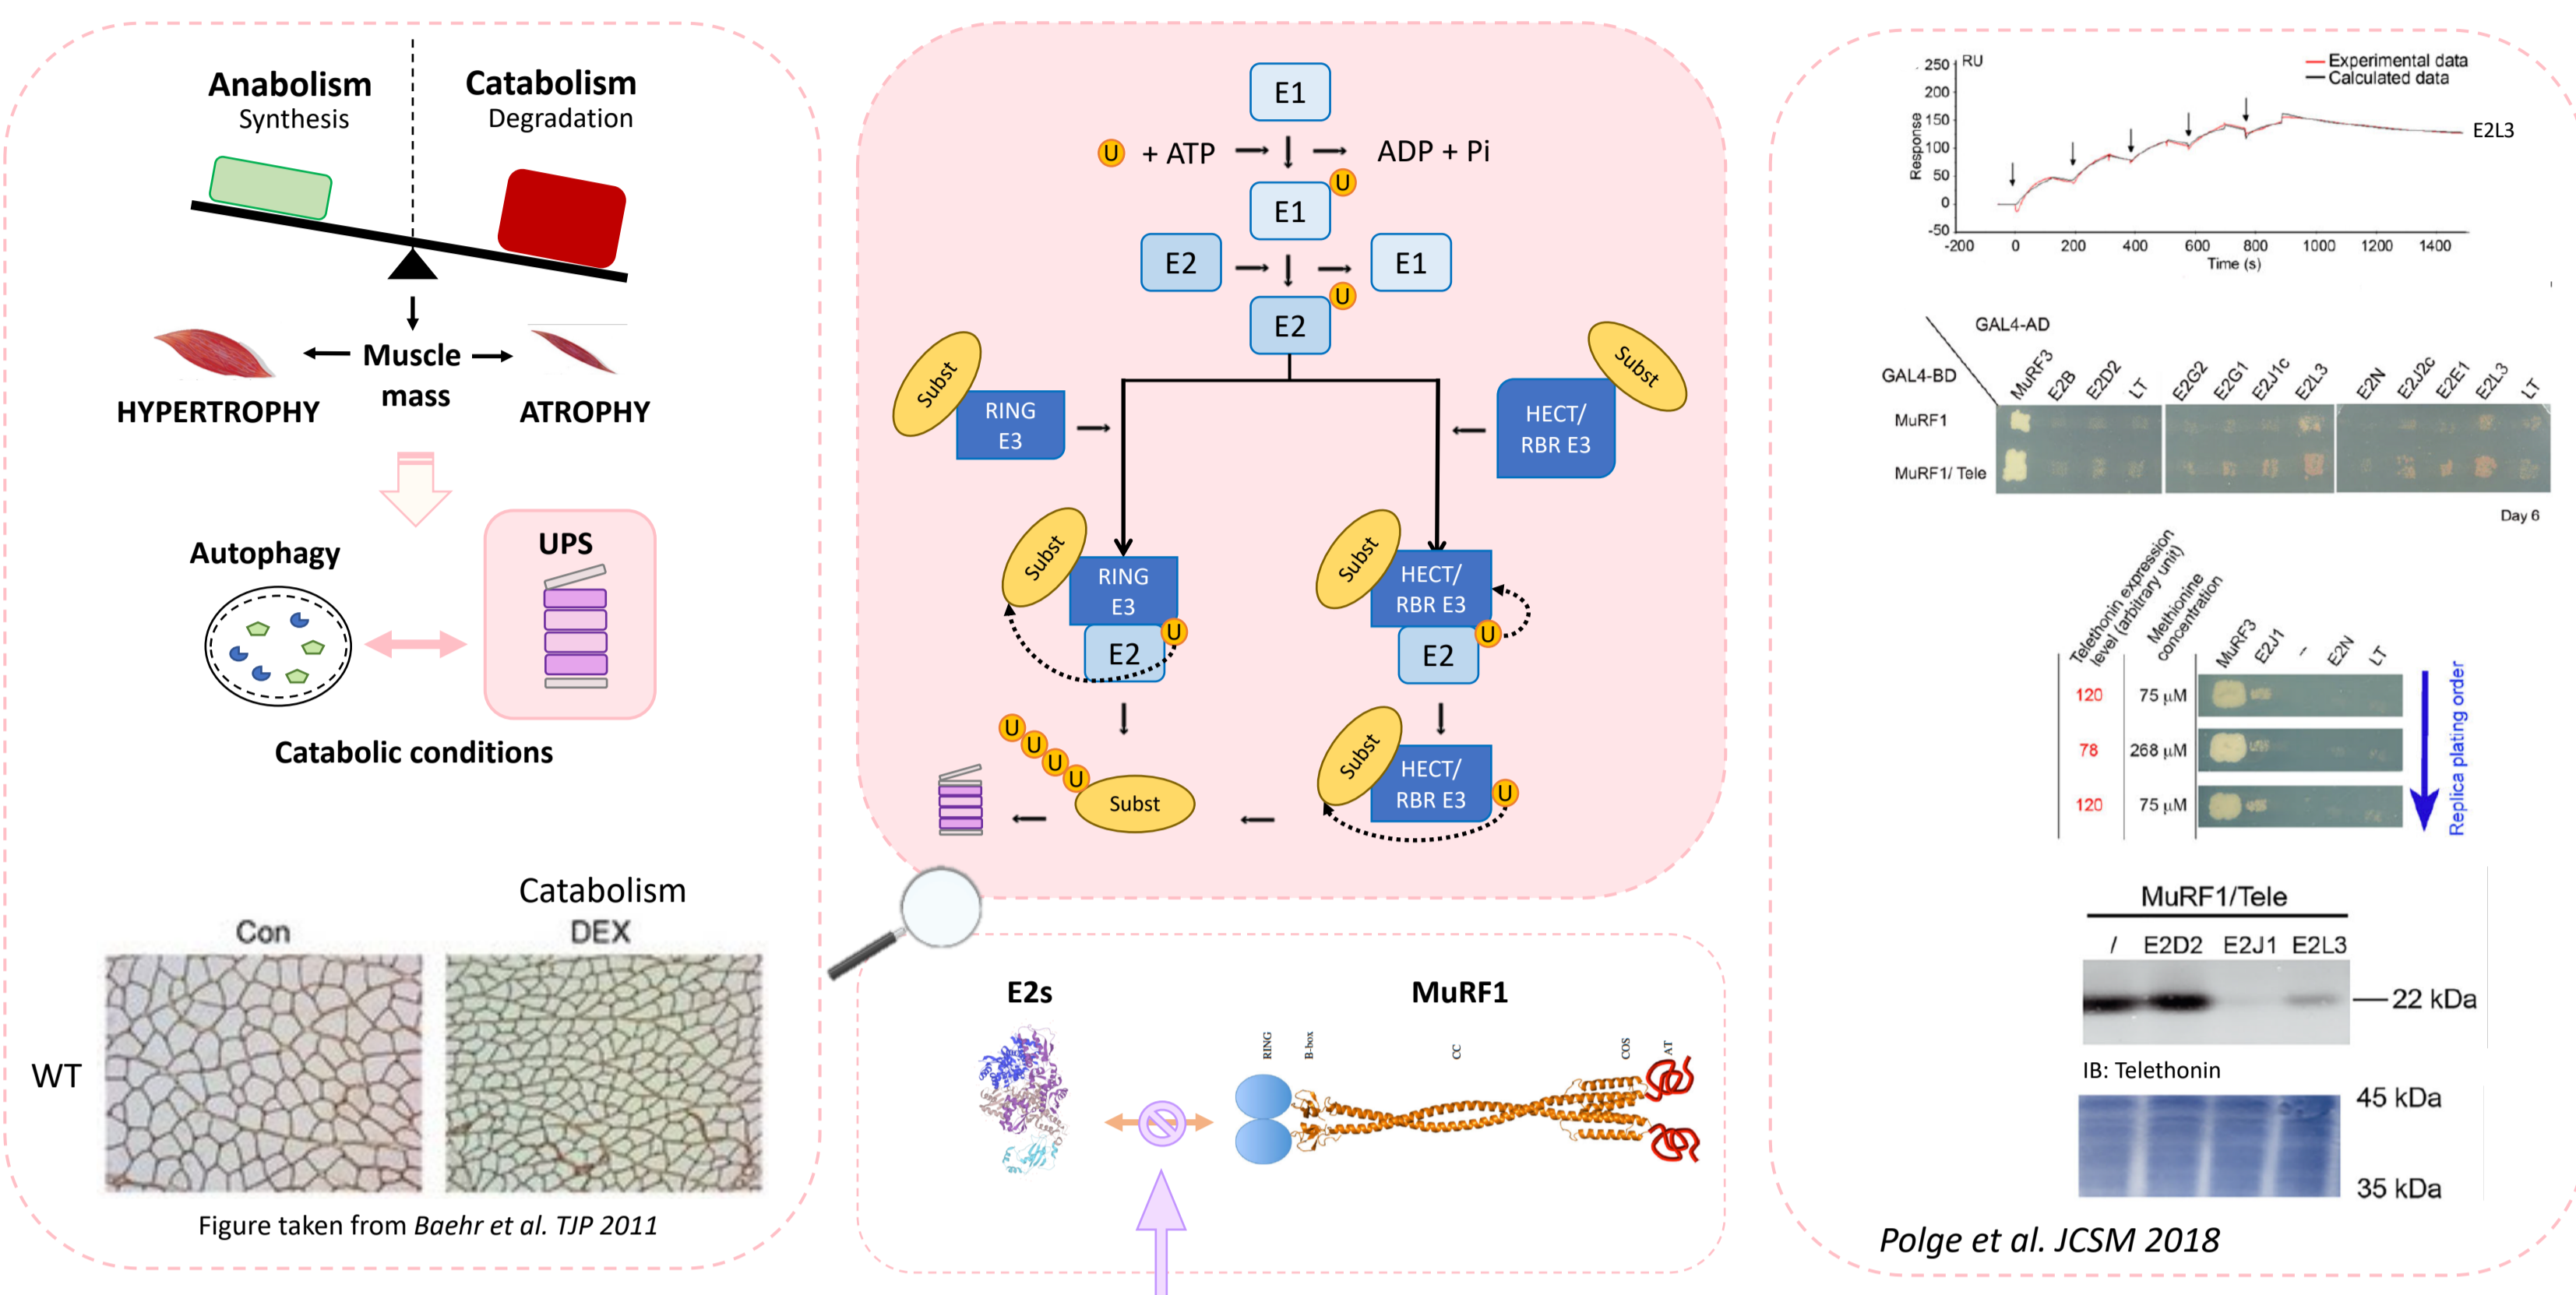 Anabolism
Synthesis
Catabolism
Degradation
Muscle
mass
HYPERTROPHY
ATROPHY
Autophagy
UPS
Catabolic conditions
Catabolism
Con
DEX
WT
Figure taken from Baehr et al. TJP 2011
E1
U + ATP
ADP + Pi
U
E1
E2
E1
U
E2
Subst
RING
E3
Subst
HECT/
RBR E3
Subst
RING
E3
U
E2
Subst
HECT/
RBR E3
U
E2
U
U
U
U
Subst
Subst
HECT/
RBR E3
U
E2s
MuRF1
RING
B-box
CC
COS
AT
250
RU
200
150
100
50
0
-50
Response
Experimental data
Calculated data
E2L3
-200
0
200
400
600
800
1000
1200
1400
Time (s)
GAL4-AD
GAL4-BD
MuRF3
E2B
E2D2
LT
E2G2
E2G1
E2J1c
E2L3
E2N
E2J2c
E2E1
E2L3
LT
MuRF1
MuRF1/ Tele
Day 6
Telethonin expression
level (arbitrary unit)
Methionine
concentration
MuRF3
E2J1
–
E2N
LT
120
75 µM
78
268 µM
120
75 µM
Replica plating order
MuRF1/Tele
/ E2D2 E2J1 E2L3
22 kDa
IB: Telethonin
45 kDa
35 kDa
Polge et al. JCSM 2018